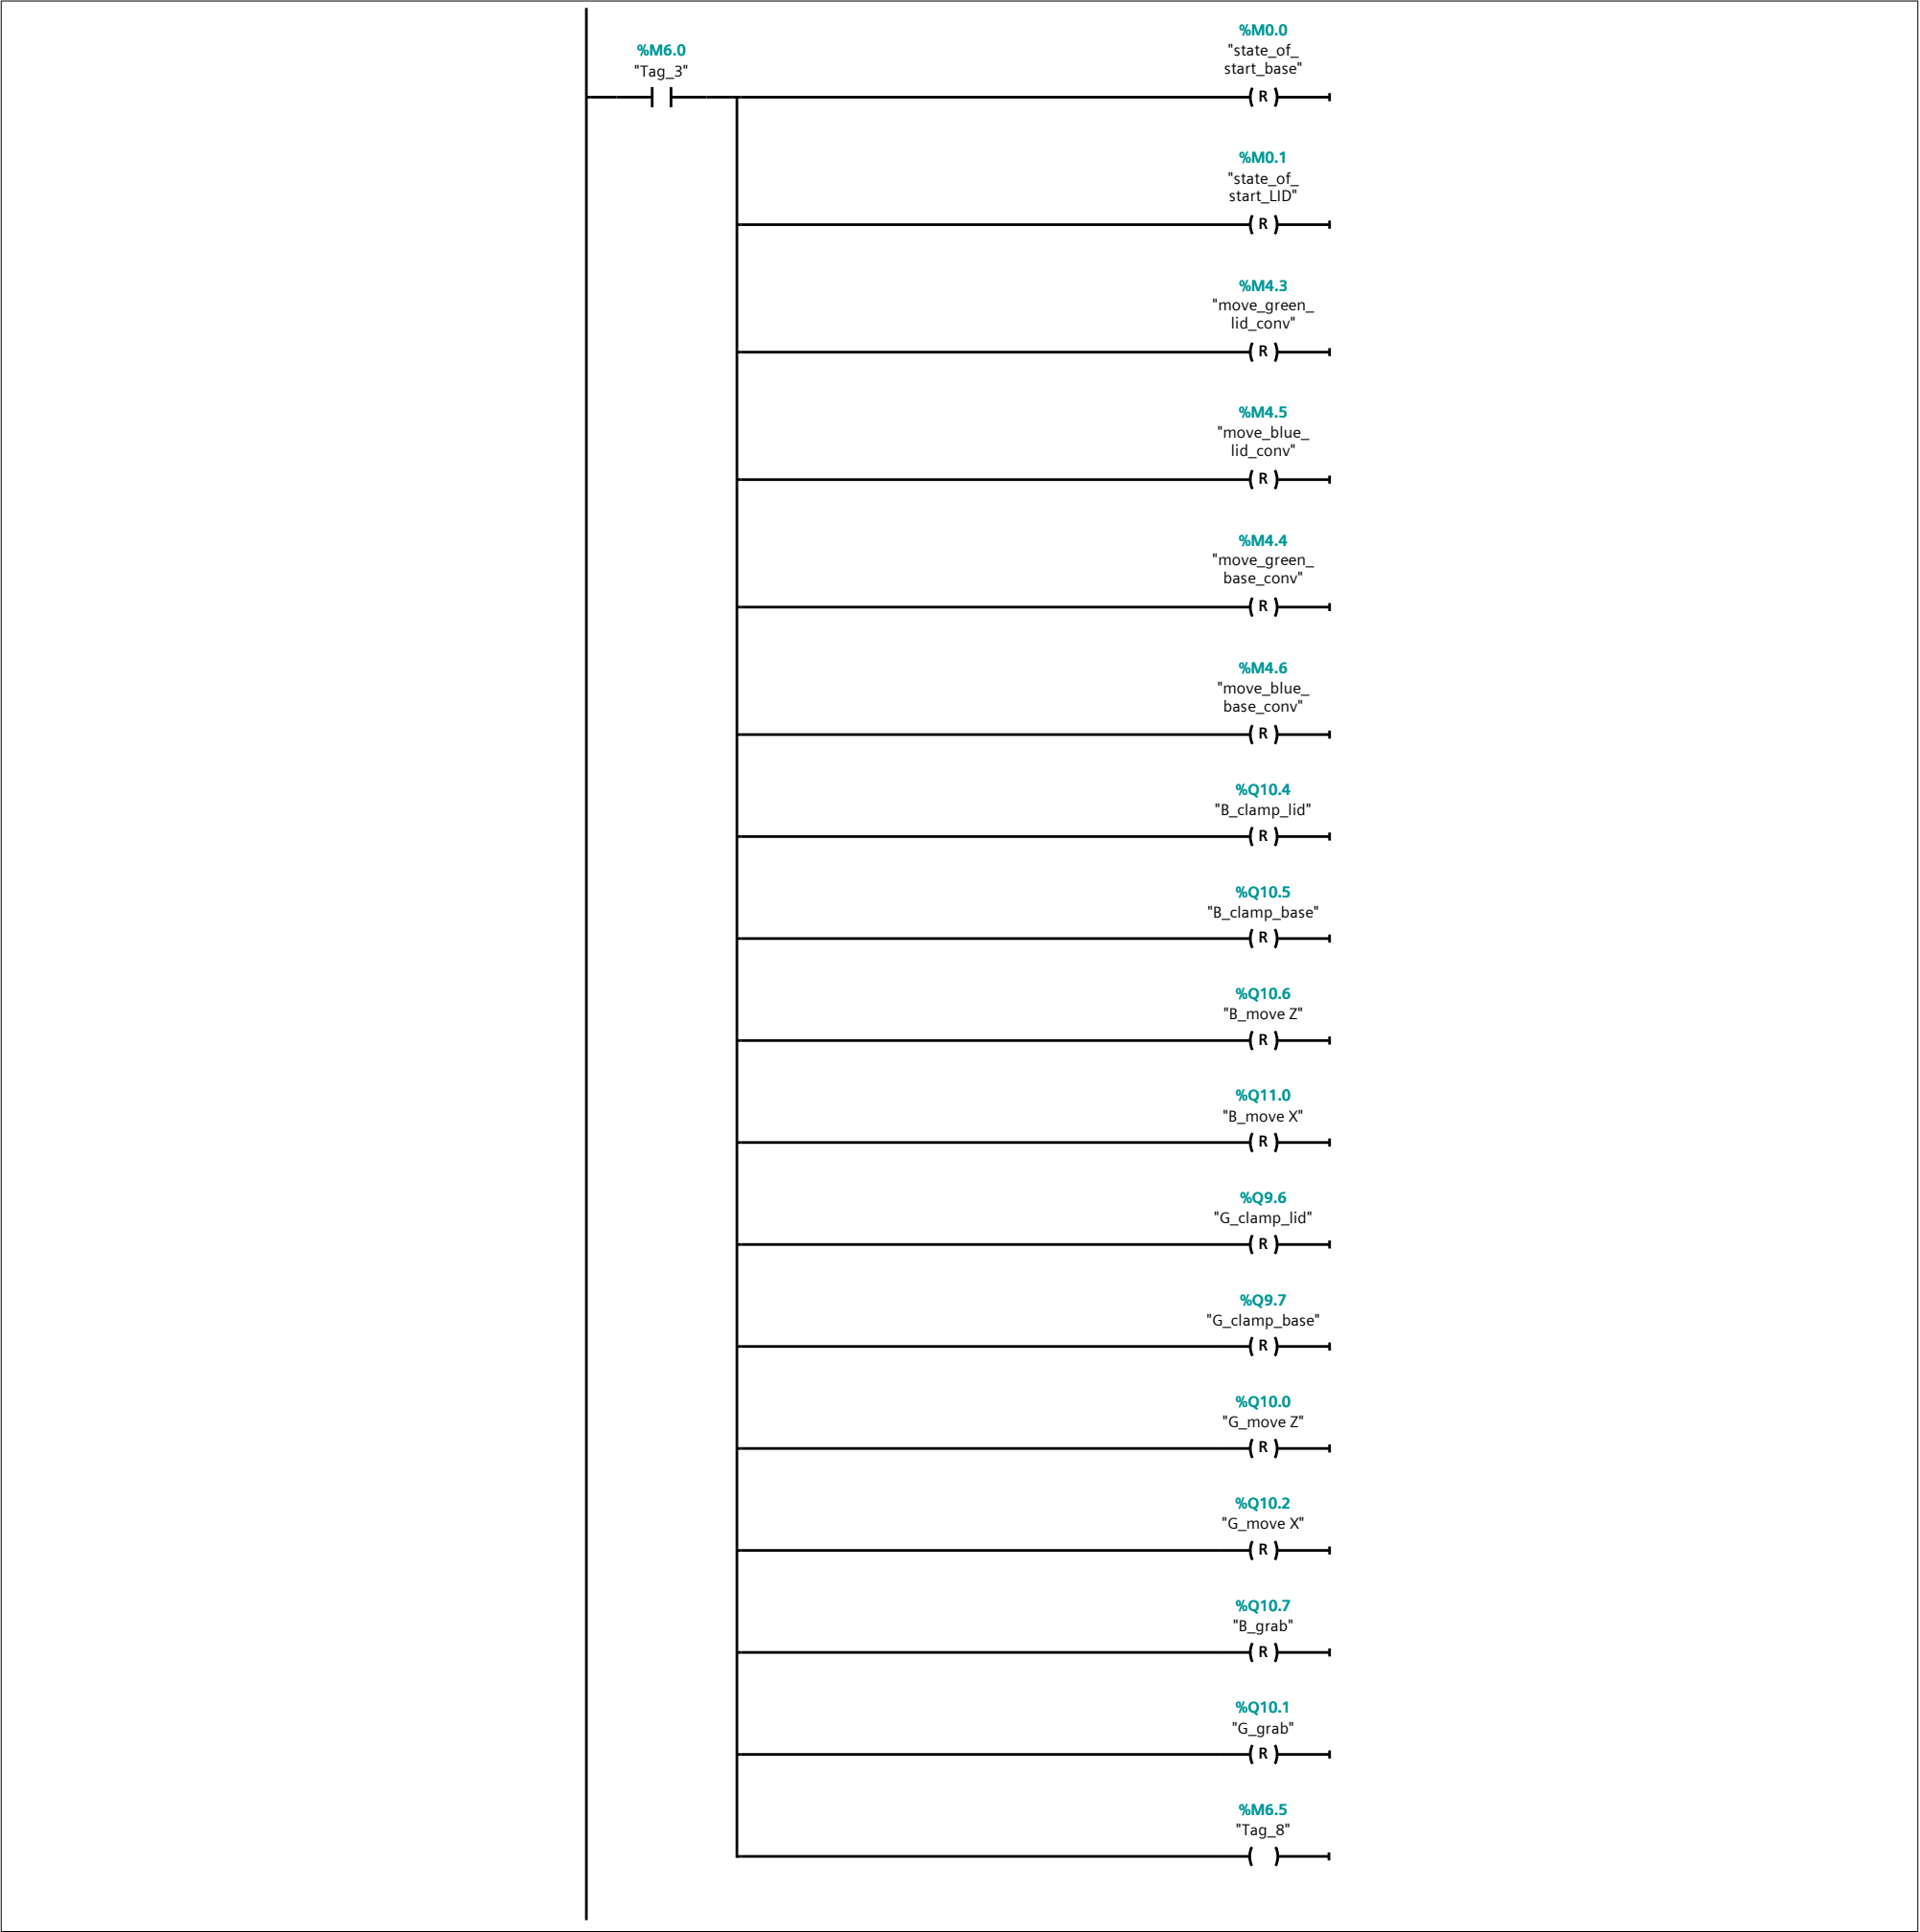 %M6.0
"Tag_3"
%M0.0
"state_of_
start_base"
R
%M0.1
"state_of_
start_LID"
R
%M4.3
"move_green_
lid_conv"
R
%M4.5
"move_blue_
lid_conv"
R
%M4.4
"move_green_
base_conv"
R
%M4.6
"move_blue_
base_conv"
R
%Q10.4
"B_clamp_lid"
R
%Q10.5
"B_clamp_base"
R
%Q10.6
"B_move Z"
R
%Q11.0
"B_move X"
R
%Q9.6
"G_clamp_lid"
R
%Q9.7
"G_clamp_base"
R
%Q10.0
"G_move Z"
R
%Q10.2
"G_move X"
R
%Q10.7
"B_grab"
R
%Q10.1
"G_grab"
R
%M6.5
"Tag_8"